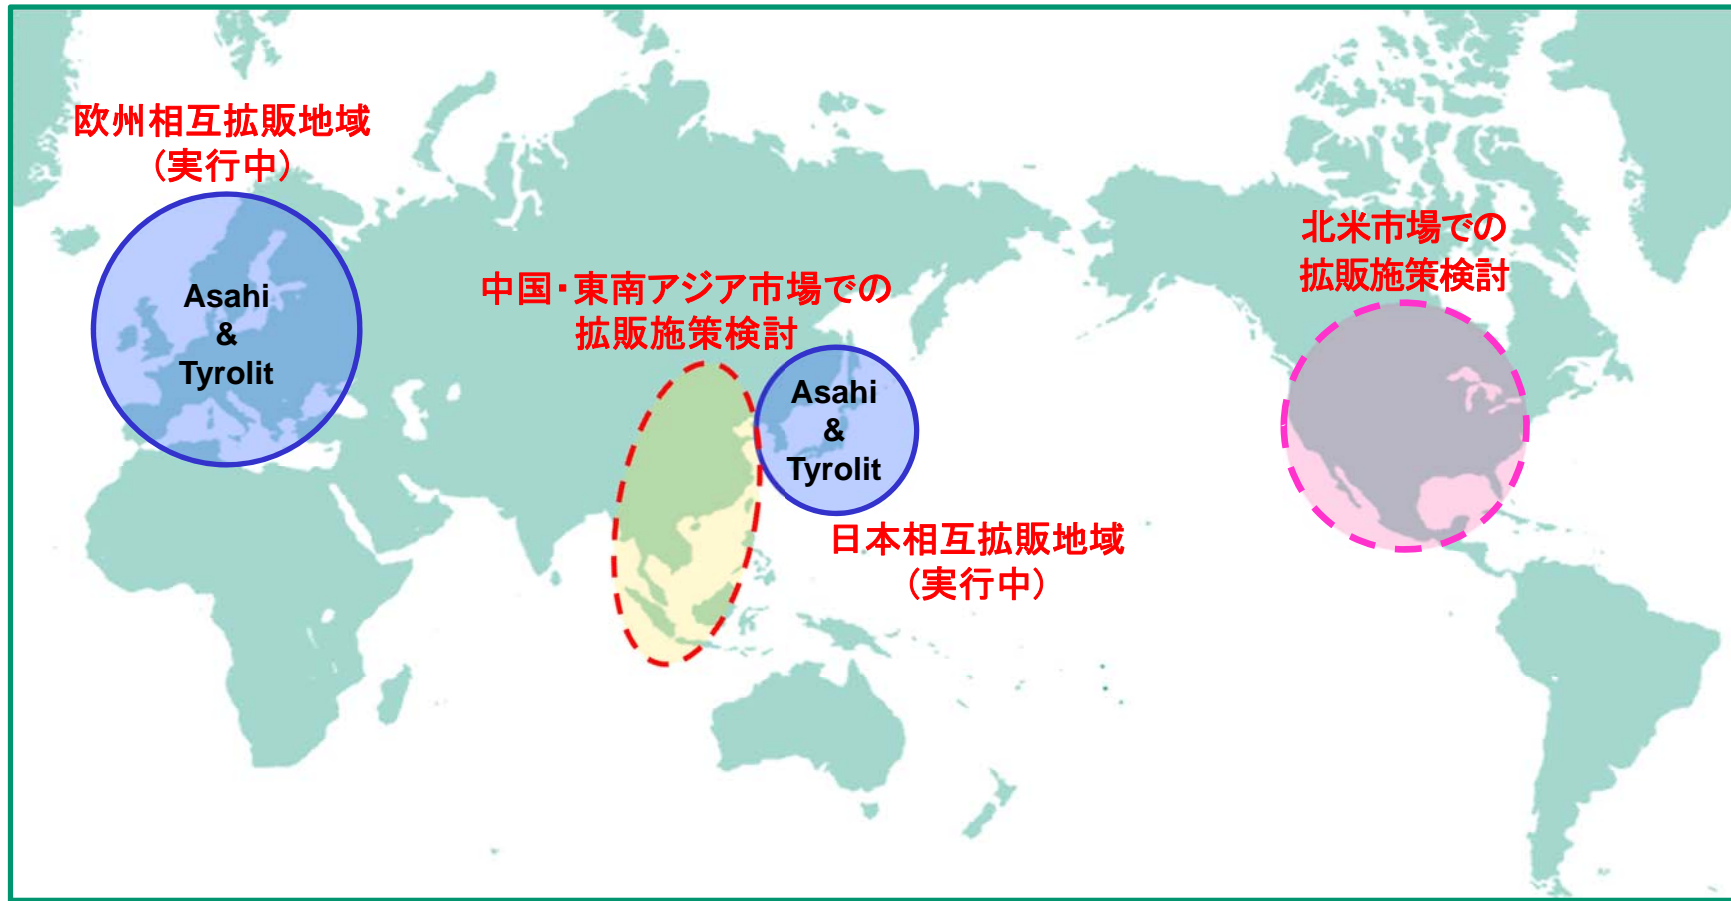 欧州相互拡販地域
(実行中)
Asahi
&
Tyrolit
中国・東南アジア市場での
拡販施策検討
Asahi
&
Tyrolit
日本相互拡販地域
(実行中)
北米市場での
拡販施策検討